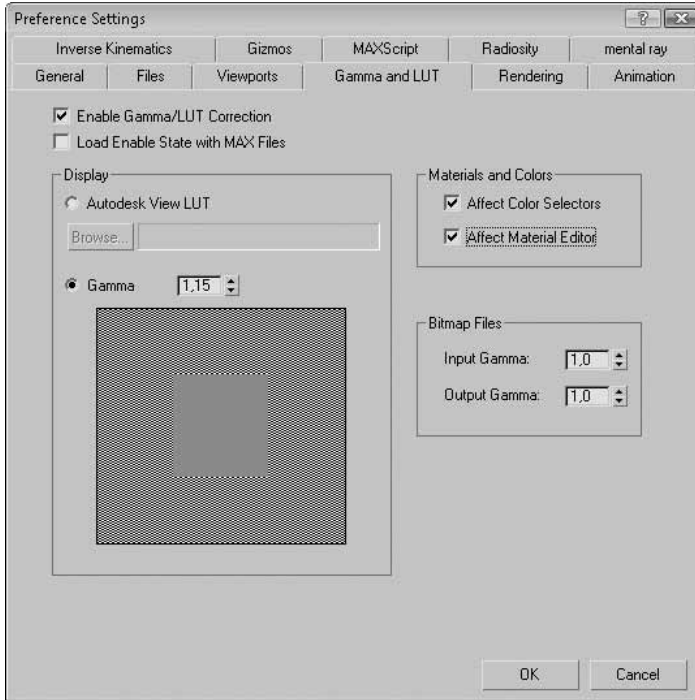 Preference Settings
Inverse Kinematics Gizmos MAXScript Radiosity mental ray
General Files Viewports Gamma and LUT Rendering Animation
Enable Gamma/LUT Correction
Load Enable State with MAX Files
Display
Autodesk View LUT
Browse...
Gamma 1,15
Materials and Colors
Affect Color Selectors
Affect Material Editor
Bitmap Files
Input Gamma: 1,0
Output Gamma: 1,0
OK Cancel